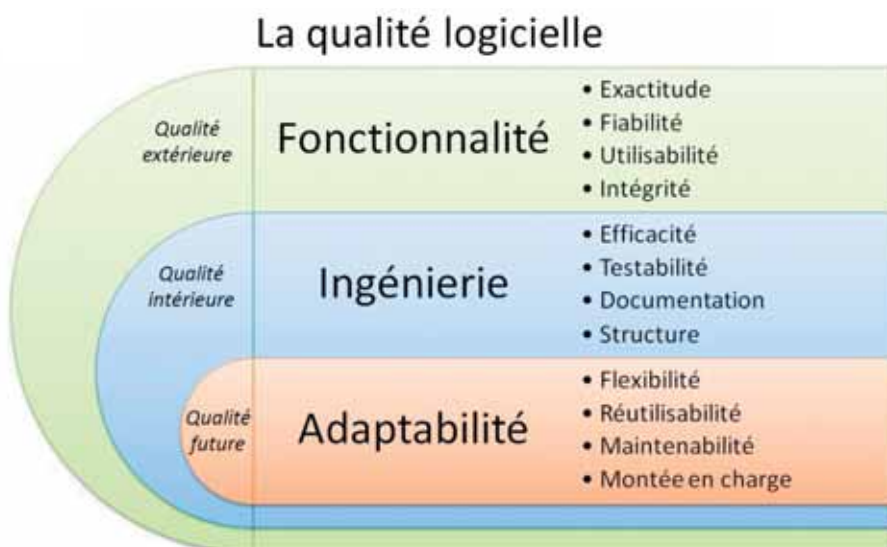 La qualité logicielle
Qualité
extérieure
Fonctionnalité
• Exactitude
• Fiabilité
• Utilisabilité
• Intégrité
Qualité
intérieure
Ingénierie
• Efficacité
• Testabilité
• Documentation
• Structure
Qualité
future
Adaptabilité
• Flexibilité
• Réutilisabilité
• Maintenabilité
• Montée en charge